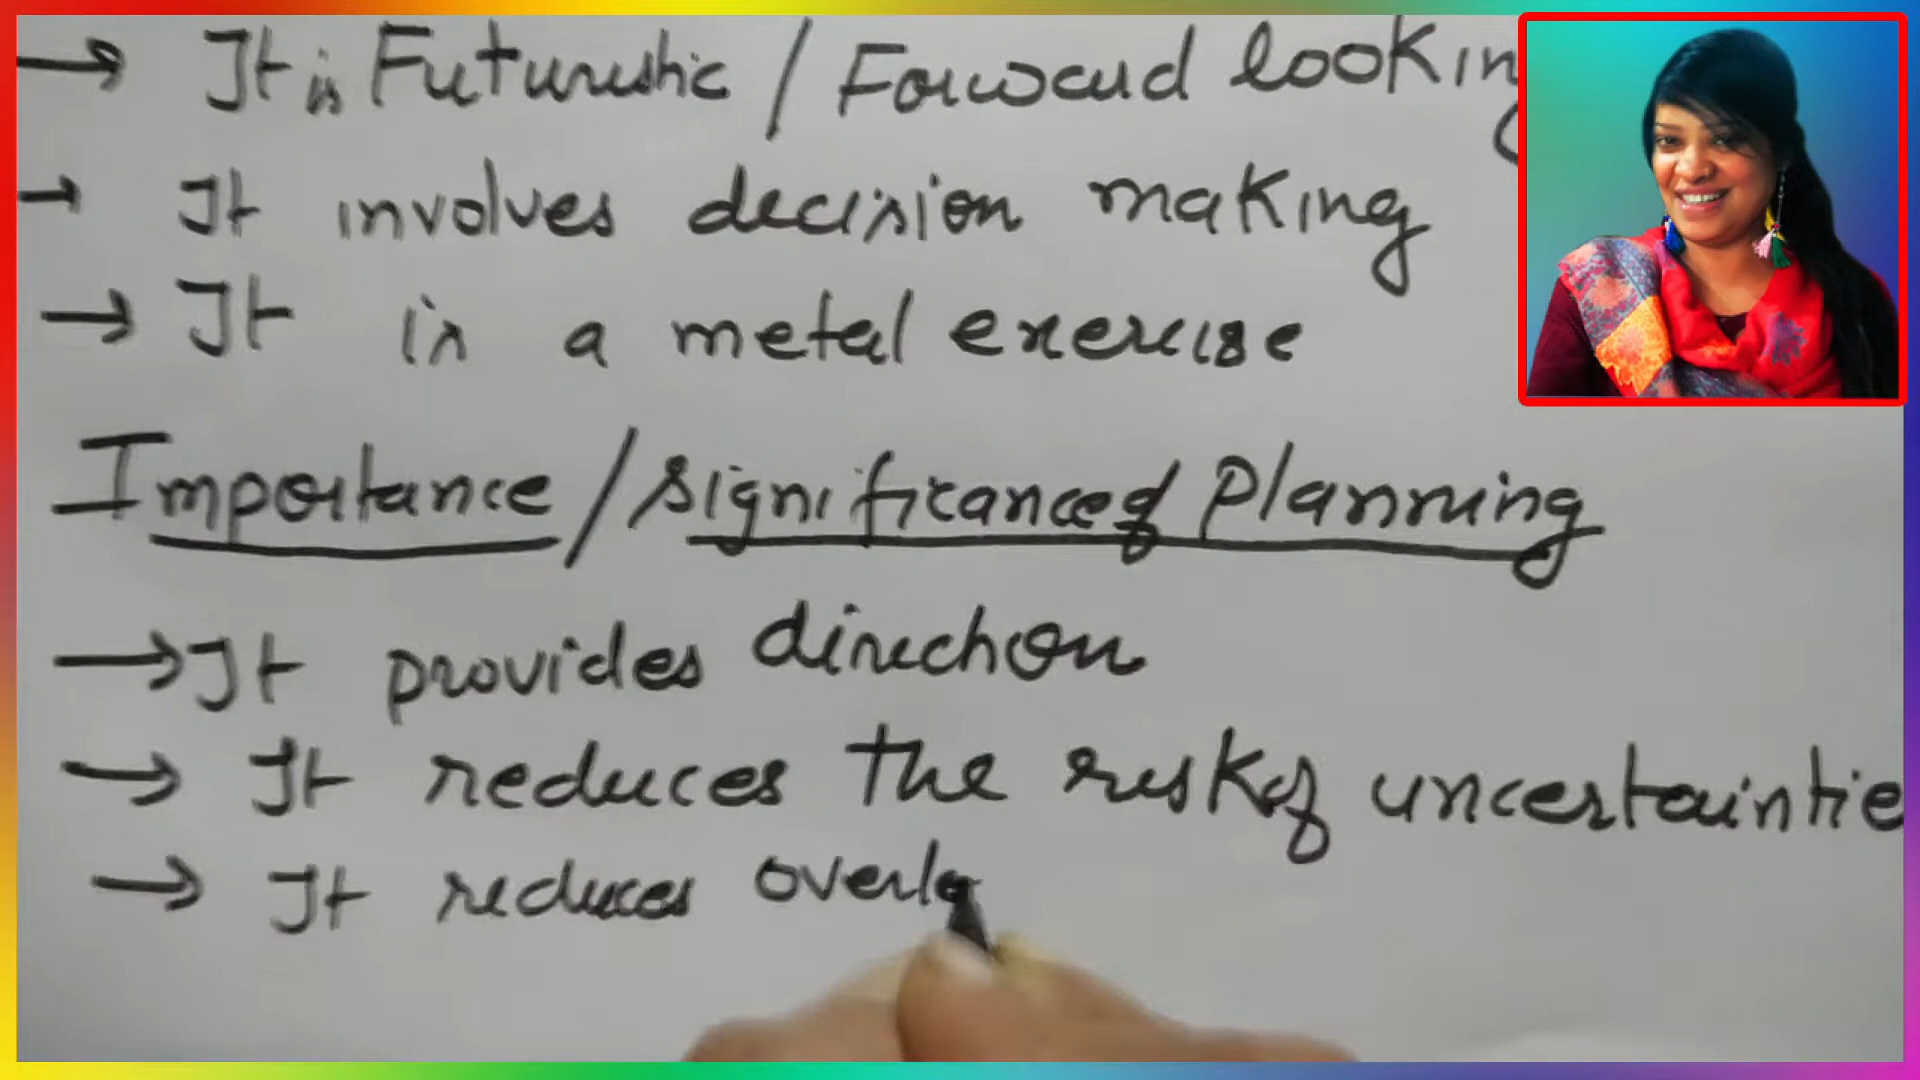 → It is Futuristic / Forward looking
→ It involves decision making
→ It is a metal exercise
Importance / Significance of Planning
→ It provides direction
→ It reduces the risk of uncertaintie
→ It reduces overla